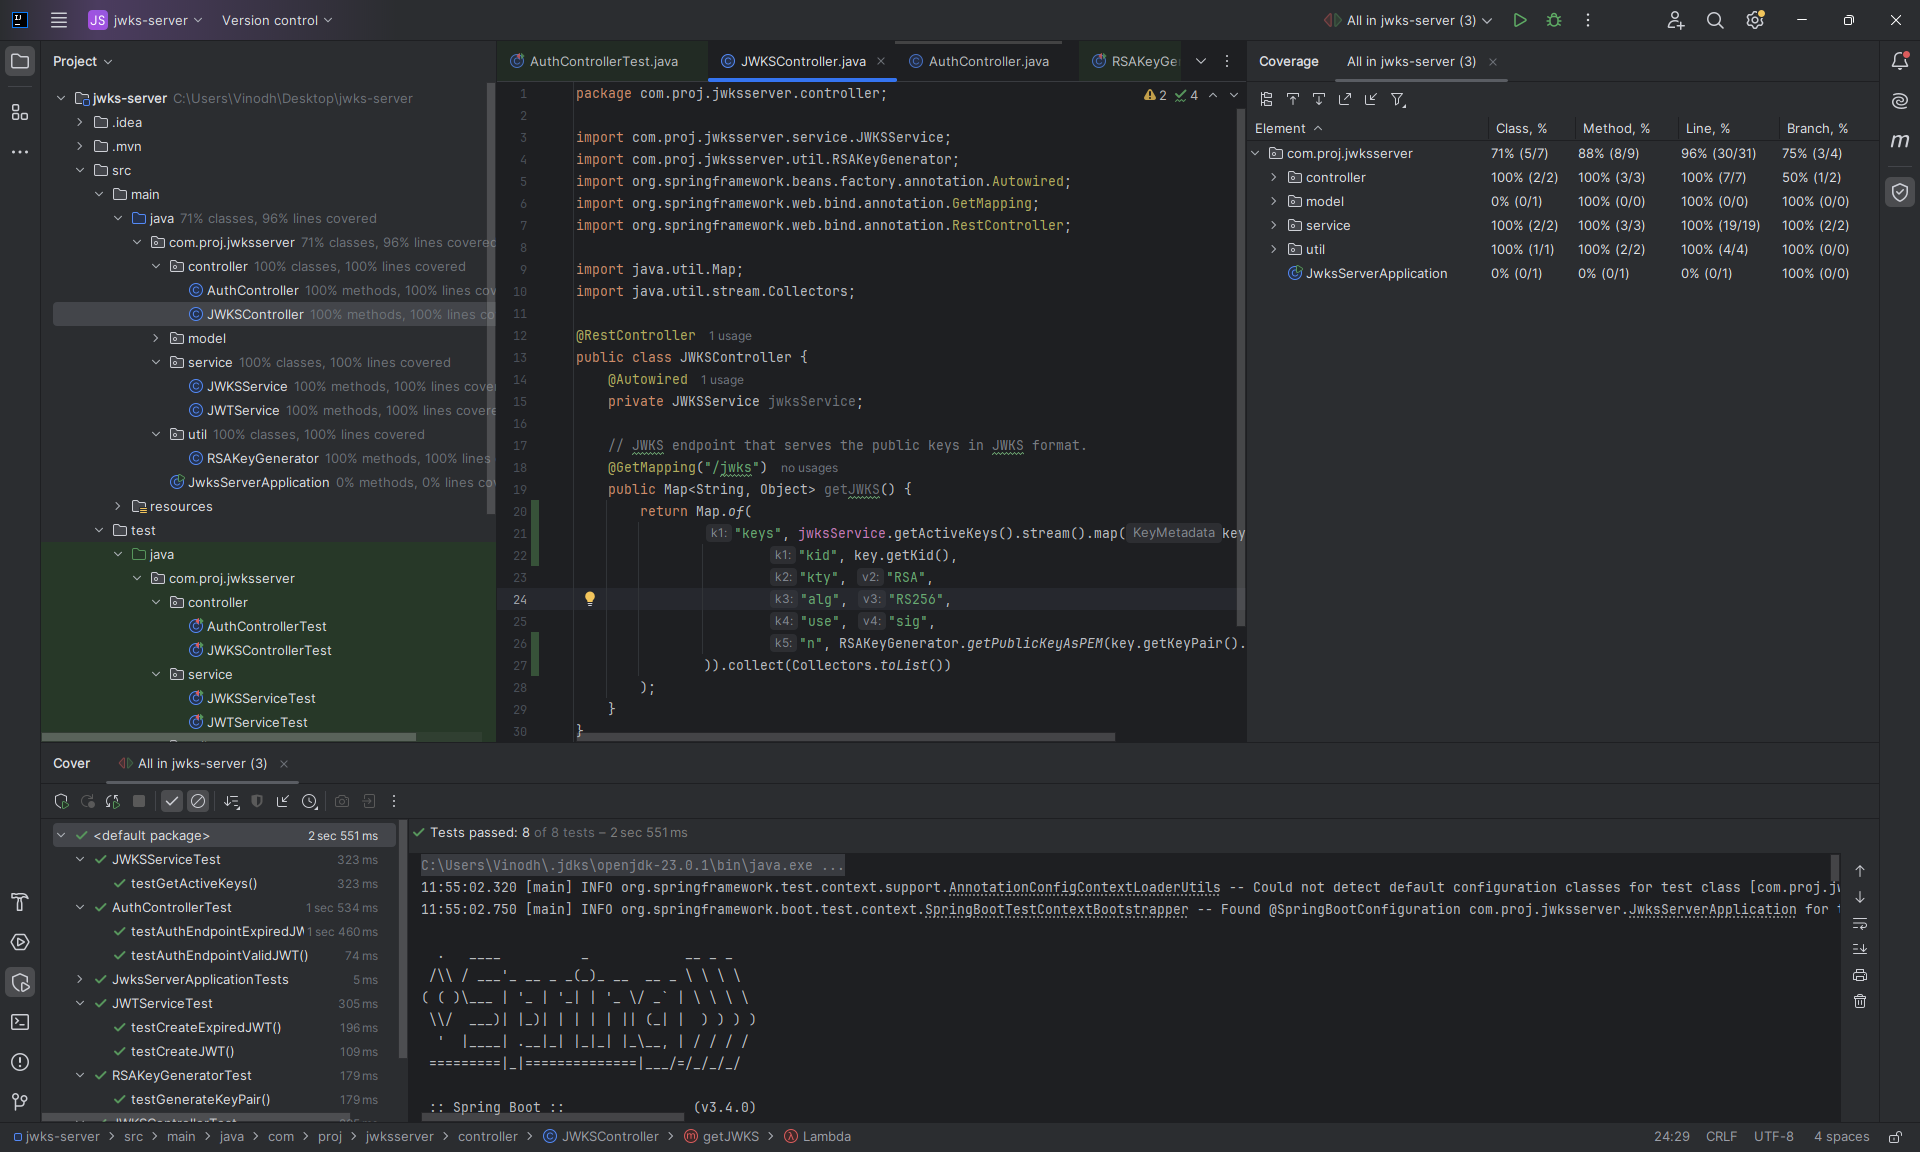 JS jwks-server Version control All in jwks-server (3)
Project
jwks-server C:\Users\Vinodh\Desktop\jwks-server
.idea
.mvn
src
main
java 71% classes, 96% lines covered
com.proj.jwksserver 71% classes, 96% lines covered
controller 100% classes, 100% lines covered
AuthController 100% methods, 100% lines cov
JWKSController 100% methods, 100% lines co
model
service 100% classes, 100% lines covered
JWKSService 100% methods, 100% lines cover
JWTService 100% methods, 100% lines covere
util 100% classes, 100% lines covered
RSAKeyGenerator 100% methods, 100% lines
JwksServerApplication 0% methods, 0% lines co
resources
test
java
com.proj.jwksserver
controller
AuthControllerTest
JWKSControllerTest
service
JWKSServiceTest
JWTServiceTest
AuthControllerTest.java JWKSController.java AuthController.java RSAKeyGe
2 4
1 package com.proj.jwksserver.controller;
2
3 import com.proj.jwksserver.service.JWKSService;
4 import com.proj.jwksserver.util.RSAKeyGenerator;
5 import org.springframework.beans.factory.annotation.Autowired;
6 import org.springframework.web.bind.annotation.GetMapping;
7 import org.springframework.web.bind.annotation.RestController;
8
9 import java.util.Map;
10 import java.util.stream.Collectors;
11
12 @RestController 1 usage
13 public class JWKSController {
14 @Autowired 1 usage
15 private JWKSService jwksService;
16
17 // JWKS endpoint that serves the public keys in JWKS format.
18 @GetMapping("/jwks") no usages
19 public Map<String, Object> getJWKS() {
20 return Map.of(
21 k1: "keys", jwksService.getActiveKeys().stream().map( KeyMetadata key
22 k1: "kid", key.getKid(),
23 k2: "kty", v2: "RSA",
24 k3: "alg", v3: "RS256",
25 k4: "use", v4: "sig",
26 k5: "n", RSAKeyGenerator.getPublicKeyAsPEM(key.getKeyPair().
27 )).collect(Collectors.toList())
28 );
29 }
30 }
Coverage All in jwks-server (3)
Element Class, % Method, % Line, % Branch, %
com.proj.jwksserver 71% (5/7) 88% (8/9) 96% (30/31) 75% (3/4)
controller 100% (2/2) 100% (3/3) 100% (7/7) 50% (1/2)
model 0% (0/1) 100% (0/0) 100% (0/0) 100% (0/0)
service 100% (2/2) 100% (3/3) 100% (19/19) 100% (2/2)
util 100% (1/1) 100% (2/2) 100% (4/4) 100% (0/0)
JwksServerApplication 0% (0/1) 0% (0/1) 0% (0/1) 100% (0/0)
m
Cover All in jwks-server (3)
<default package> 2 sec 551 ms
JWKSServiceTest 323 ms
testGetActiveKeys() 323 ms
AuthControllerTest 1 sec 534 ms
testAuthEndpointExpiredJW 1 sec 460 ms
testAuthEndpointValidJWT() 74 ms
JwksServerApplicationTests 5 ms
JWTServiceTest 305 ms
testCreateExpiredJWT() 196 ms
testCreateJWT() 109 ms
RSAKeyGeneratorTest 179 ms
testGenerateKeyPair() 179 ms
Tests passed: 8 of 8 tests – 2 sec 551 ms
C:\Users\Vinodh\.jdks\openjdk-23.0.1\bin\java.exe ...
11:55:02.320 [main] INFO org.springframework.test.context.support.AnnotationConfigContextLoaderUtils -- Could not detect default configuration classes for test class [com.proj.jw
11:55:02.750 [main] INFO org.springframework.boot.test.context.SpringBootTestContextBootstrapper -- Found @SpringBootConfiguration com.proj.jwksserver.JwksServerApplication for t
:: Spring Boot :: (v3.4.0)
jwks-server > src > main > java > com > proj > jwksserver > controller > JWKSController > getJWKS > Lambda
24:29 CRLF UTF-8 4 spaces